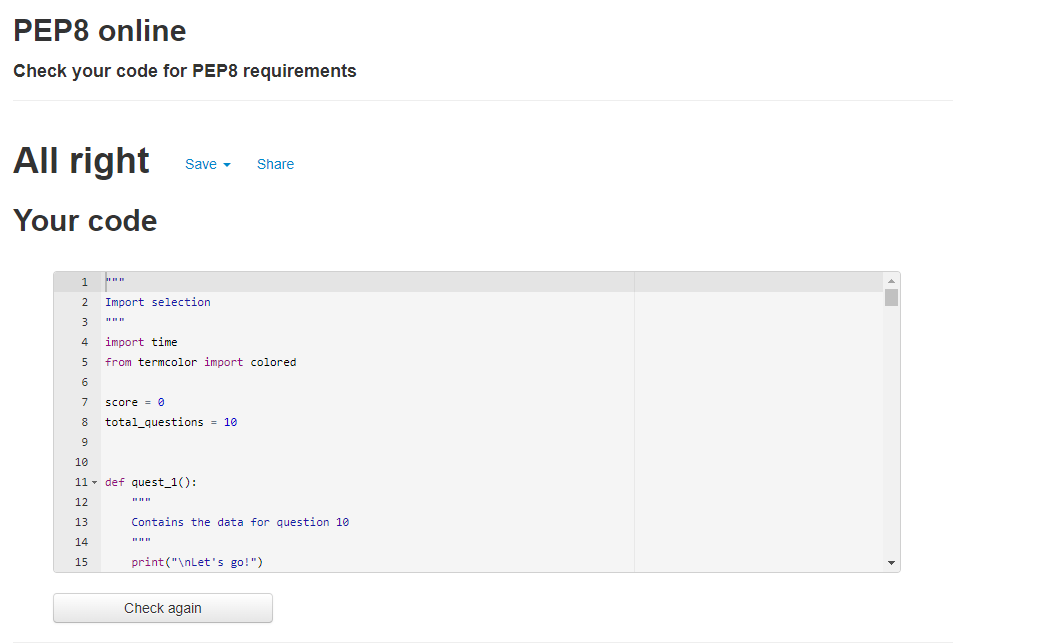 PEP8 online
Check your code for PEP8 requirements
All right Save Share
Your code
1 """
2 Import selection
3 """
4 import time
5 from termcolor import colored
6
7 score = 0
8 total_questions = 10
9
10
11 def quest_1():
12 """
13 Contains the data for question 10
14 """
15 print("\nLet's go!")
Check again